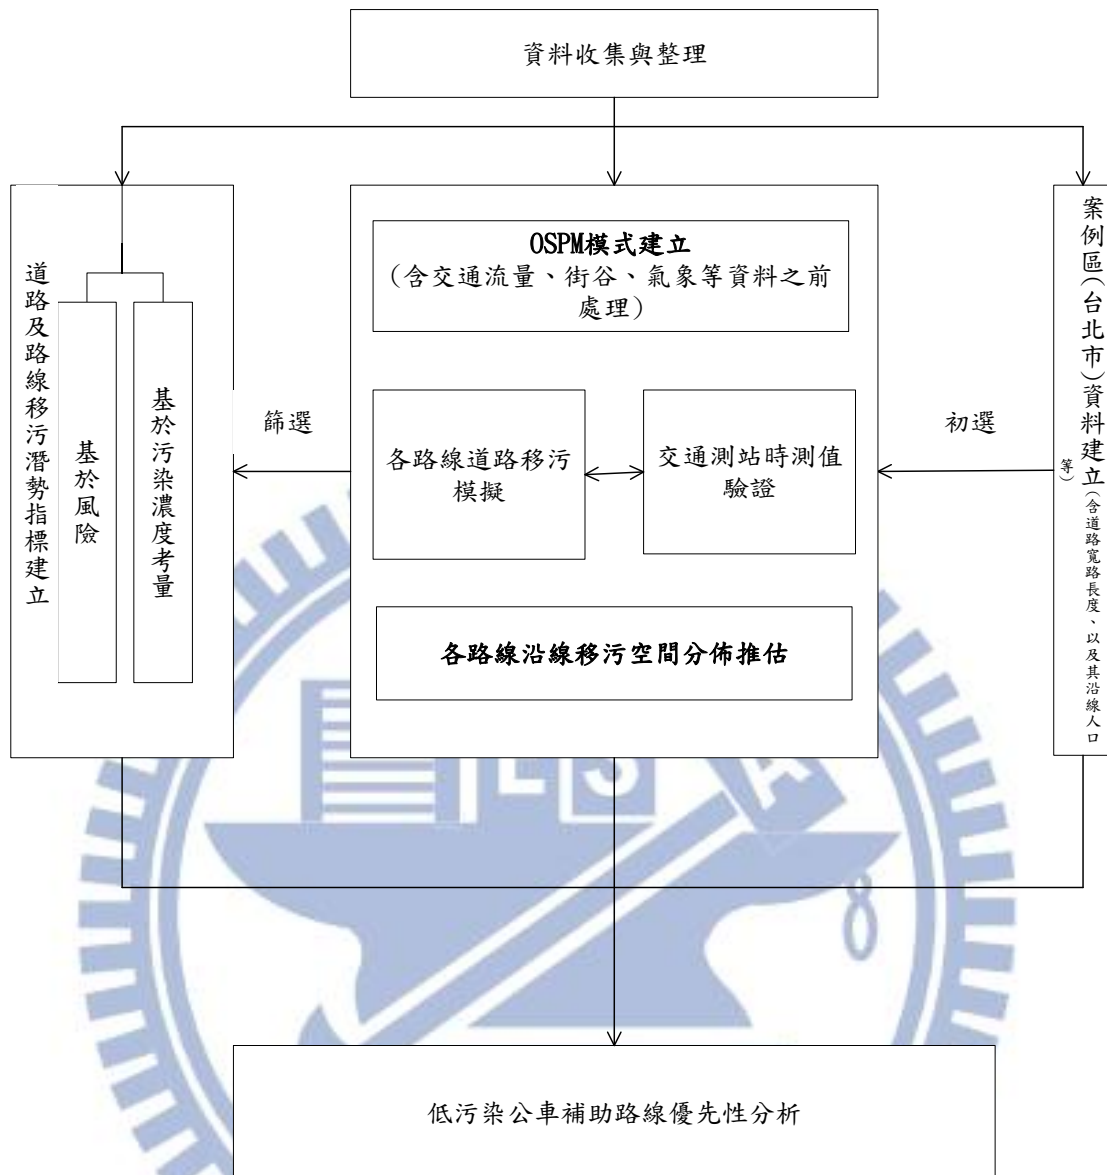 資料收集與整理
道路及路線移污潛勢指標建立
基於風險
基於污染濃度考量
篩選
OSPM模式建立
(含交通流量、街谷、氣象等資料之前
處理)
各路線道路移污
模擬
交通測站時測值
驗證
各路線沿線移污空間分佈推估
初選
案例區(台北市)資料建立(含道路寬路長度、以及其沿線人口
等)
低污染公車補助路線優先性分析